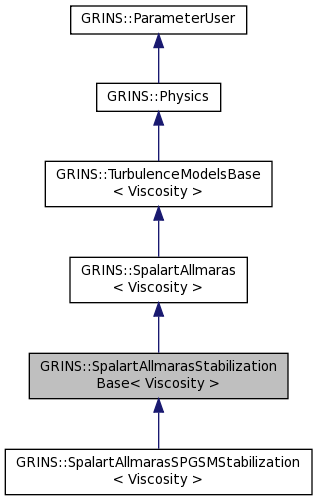 GRINS::ParameterUser
GRINS::Physics
GRINS::TurbulenceModelsBase
< Viscosity >
GRINS::SpalartAllmaras
< Viscosity >
GRINS::SpalartAllmarasStabilization
Base< Viscosity >
GRINS::SpalartAllmarasSPGSMStabilization
< Viscosity >